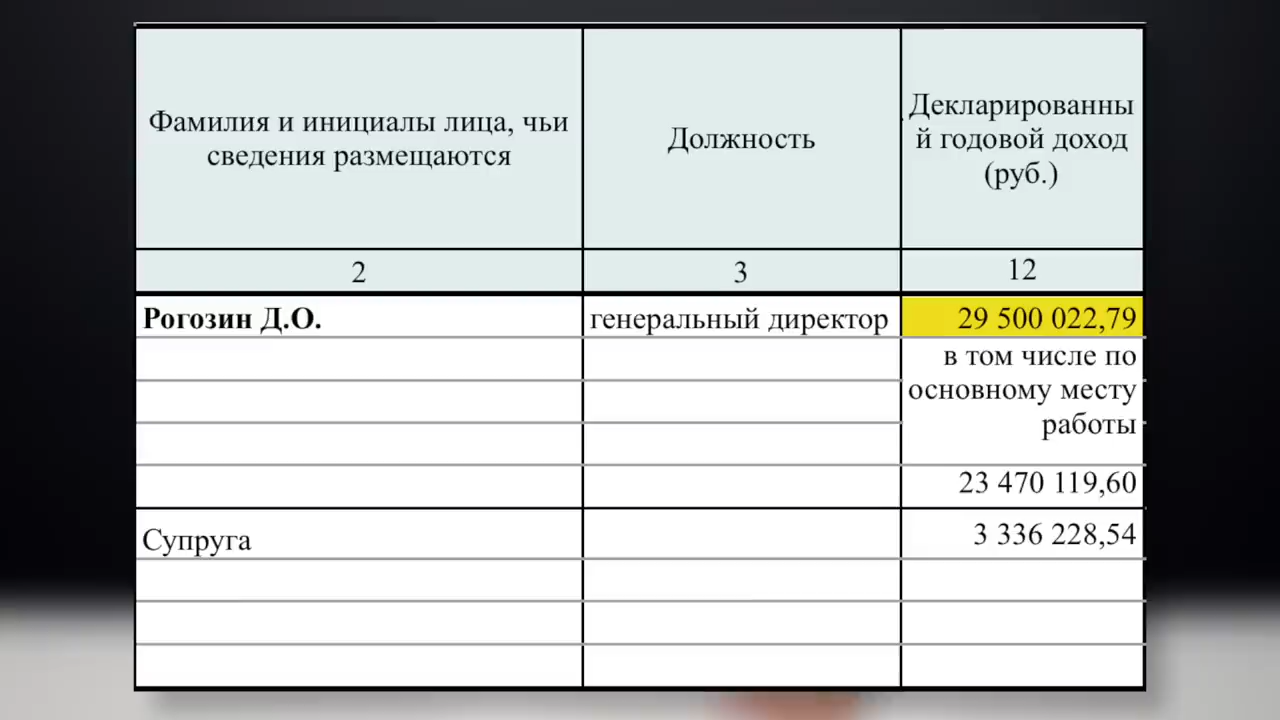 Фамилия и инициалы лица, чьи
сведения размещаются
Должность
Декларированны
й годовой доход
(руб.)
2
3
12
Рогозин Д.О.
генеральный директор
29 500 022,79
в том числе по
основному месту
работы
23 470 119,60
Супруга
3 336 228,54